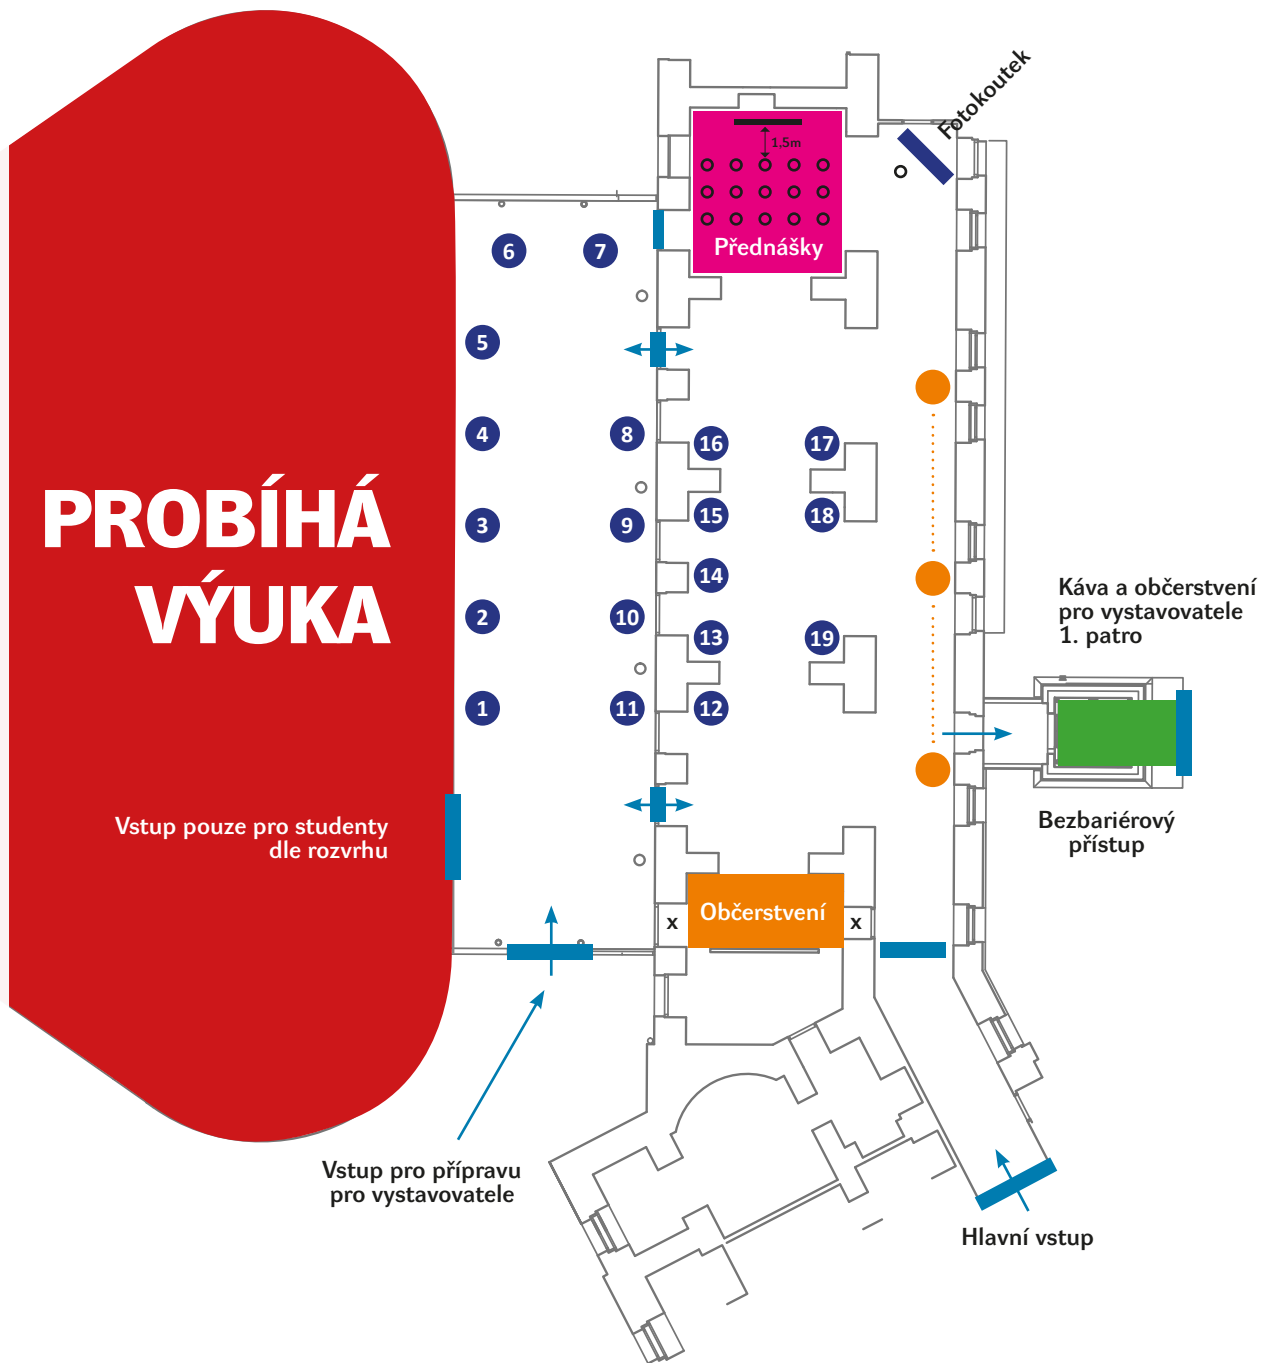 Fotokoutek
1,5m
Přednášky
6
7
5
4
8
16
17
3
9
15
18
14
PROBÍHÁ
VÝUKA
2
10
13
19
1
11
12
Káva a občerstvení
pro vystavovatele
1. patro
Bezbariérový
přístup
Vstup pouze pro studenty
dle rozvrhu
x
Občerstvení
x
Vstup pro přípravu
pro vystavovatele
Hlavní vstup